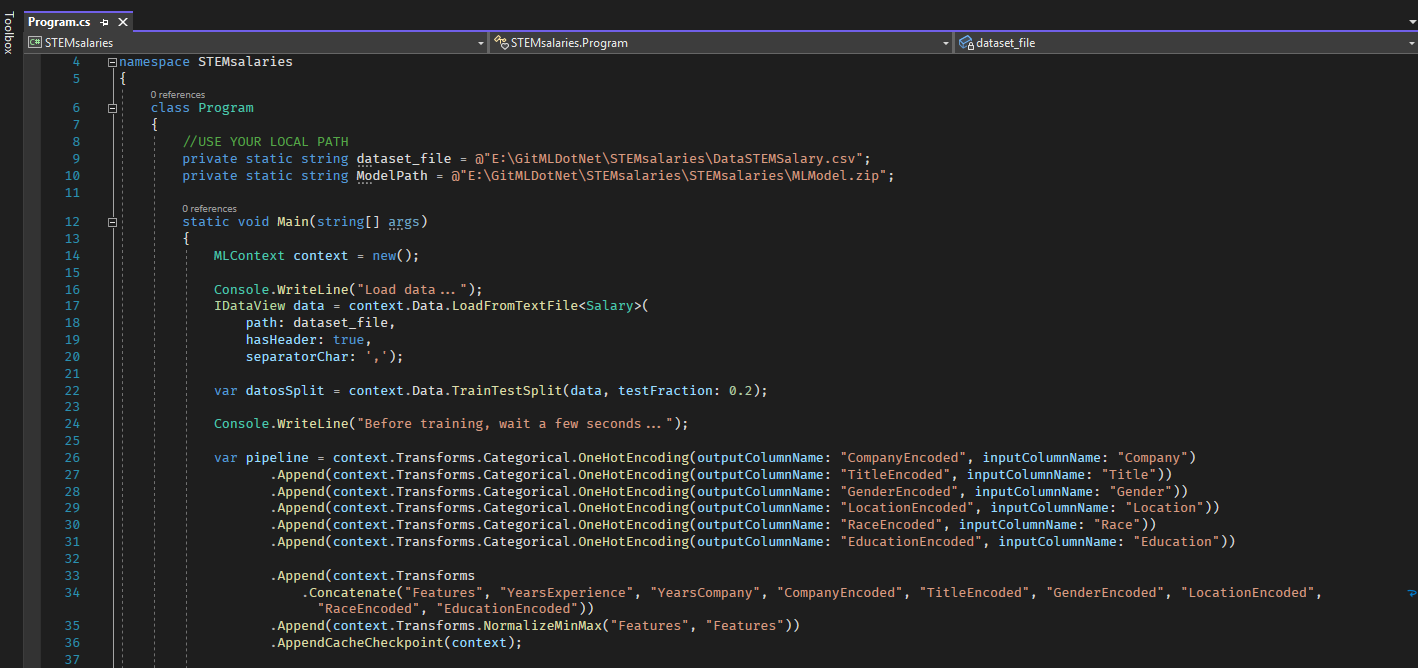 Toolbox
Program.cs
C# STEMsalaries STEMsalaries.Program dataset_file
4 namespace STEMsalaries
5 {
0 references
6 class Program
7 {
8 //USE YOUR LOCAL PATH
9 private static string dataset_file = @"E:\GitMLDotNet\STEMsalaries\DataSTEMSalary.csv";
10 private static string ModelPath = @"E:\GitMLDotNet\STEMsalaries\STEMsalaries\MLModel.zip";
11
0 references
12 static void Main(string[] args)
13 {
14 MLContext context = new();
15
16 Console.WriteLine("Load data...");
17 IDataView data = context.Data.LoadFromTextFile<Salary>(
18 path: dataset_file,
19 hasHeader: true,
20 separatorChar: ',');
21
22 var datosSplit = context.Data.TrainTestSplit(data, testFraction: 0.2);
23
24 Console.WriteLine("Before training, wait a few seconds...");
25
26 var pipeline = context.Transforms.Categorical.OneHotEncoding(outputColumnName: "CompanyEncoded", inputColumnName: "Company")
27 .Append(context.Transforms.Categorical.OneHotEncoding(outputColumnName: "TitleEncoded", inputColumnName: "Title"))
28 .Append(context.Transforms.Categorical.OneHotEncoding(outputColumnName: "GenderEncoded", inputColumnName: "Gender"))
29 .Append(context.Transforms.Categorical.OneHotEncoding(outputColumnName: "LocationEncoded", inputColumnName: "Location"))
30 .Append(context.Transforms.Categorical.OneHotEncoding(outputColumnName: "RaceEncoded", inputColumnName: "Race"))
31 .Append(context.Transforms.Categorical.OneHotEncoding(outputColumnName: "EducationEncoded", inputColumnName: "Education"))
32
33 .Append(context.Transforms
34 .Concatenate("Features", "YearsExperience", "YearsCompany", "CompanyEncoded", "TitleEncoded", "GenderEncoded", "LocationEncoded",
"RaceEncoded", "EducationEncoded"))
35 .Append(context.Transforms.NormalizeMinMax("Features", "Features"))
36 .AppendCacheCheckpoint(context);
37